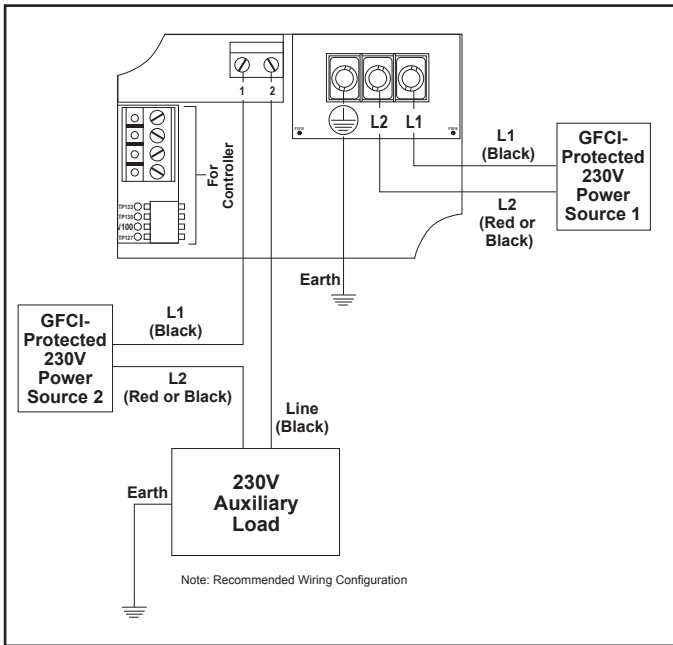 1 2
L2 L1
For
Controller
TP133
TP130
V100
TP127
L1
(Black)
GFCI-
Protected
230V
Power
Source 1
L2
(Red or
Black)
Earth
GFCI-
Protected
230V
Power
Source 2
L1
(Black)
L2
(Red or Black)
Line
(Black)
Earth
230V
Auxiliary
Load
Note: Recommended Wiring Configuration